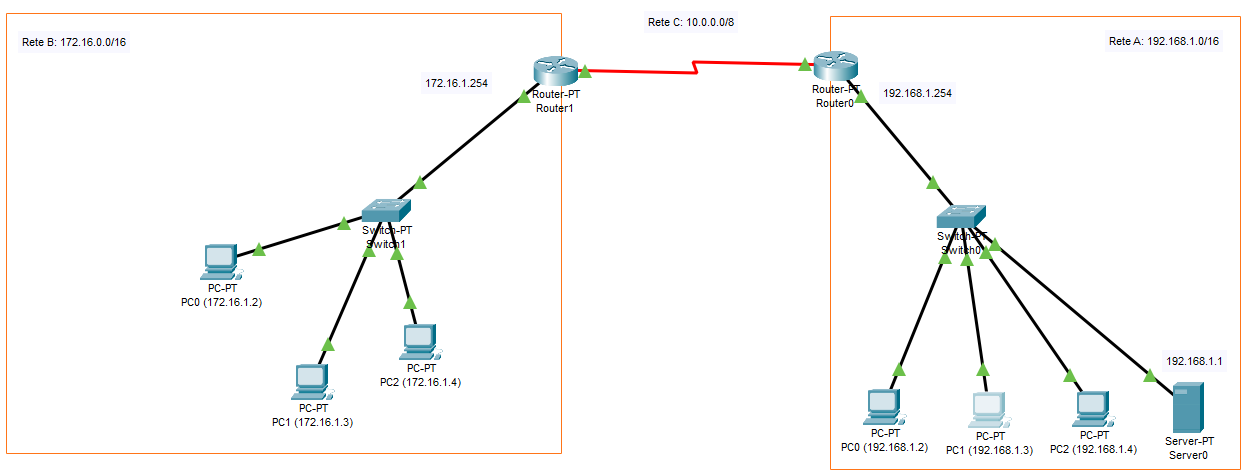 Rete C: 10.0.0.0/8
Rete B: 172.16.0.0/16
Rete A: 192.168.1.0/16
172.16.1.254
Router-PT
Router1
Router-PT
Router0
192.168.1.254
Switch-PT
Switch1
Switch-PT
Switch0
PC-PT
PC0 (172.16.1.2)
PC-PT
PC2 (172.16.1.4)
PC-PT
PC1 (172.16.1.3)
192.168.1.1
PC-PT
PC0 (192.168.1.2)
PC-PT
PC1 (192.168.1.3)
PC-PT
PC2 (192.168.1.4)
Server-PT
Server0